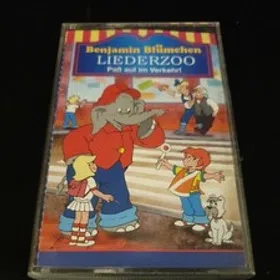 Benjamin Blümchen
LIEDERZOO
Paß auf im Verkehr!